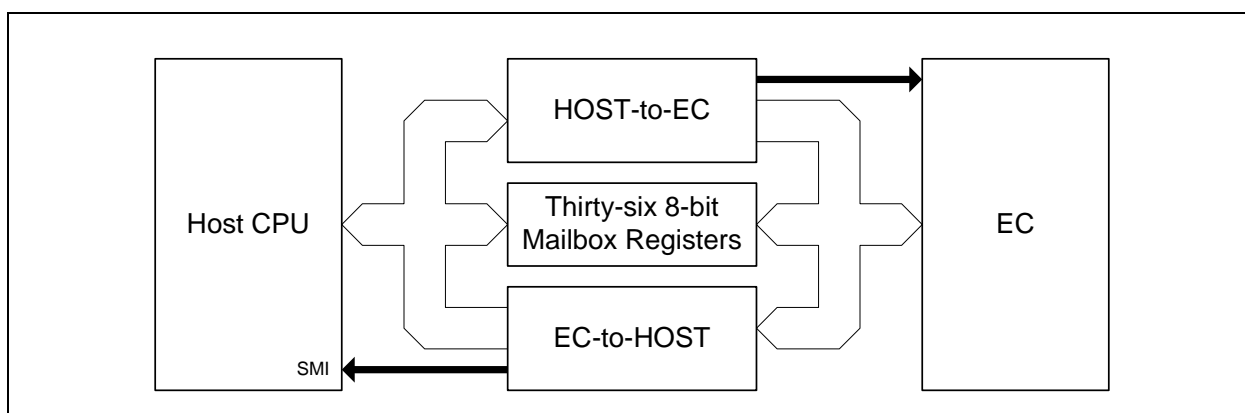 HOST-to-EC
Host CPU
Thirty-six 8-bit
Mailbox Registers
EC
EC-to-HOST
SMI